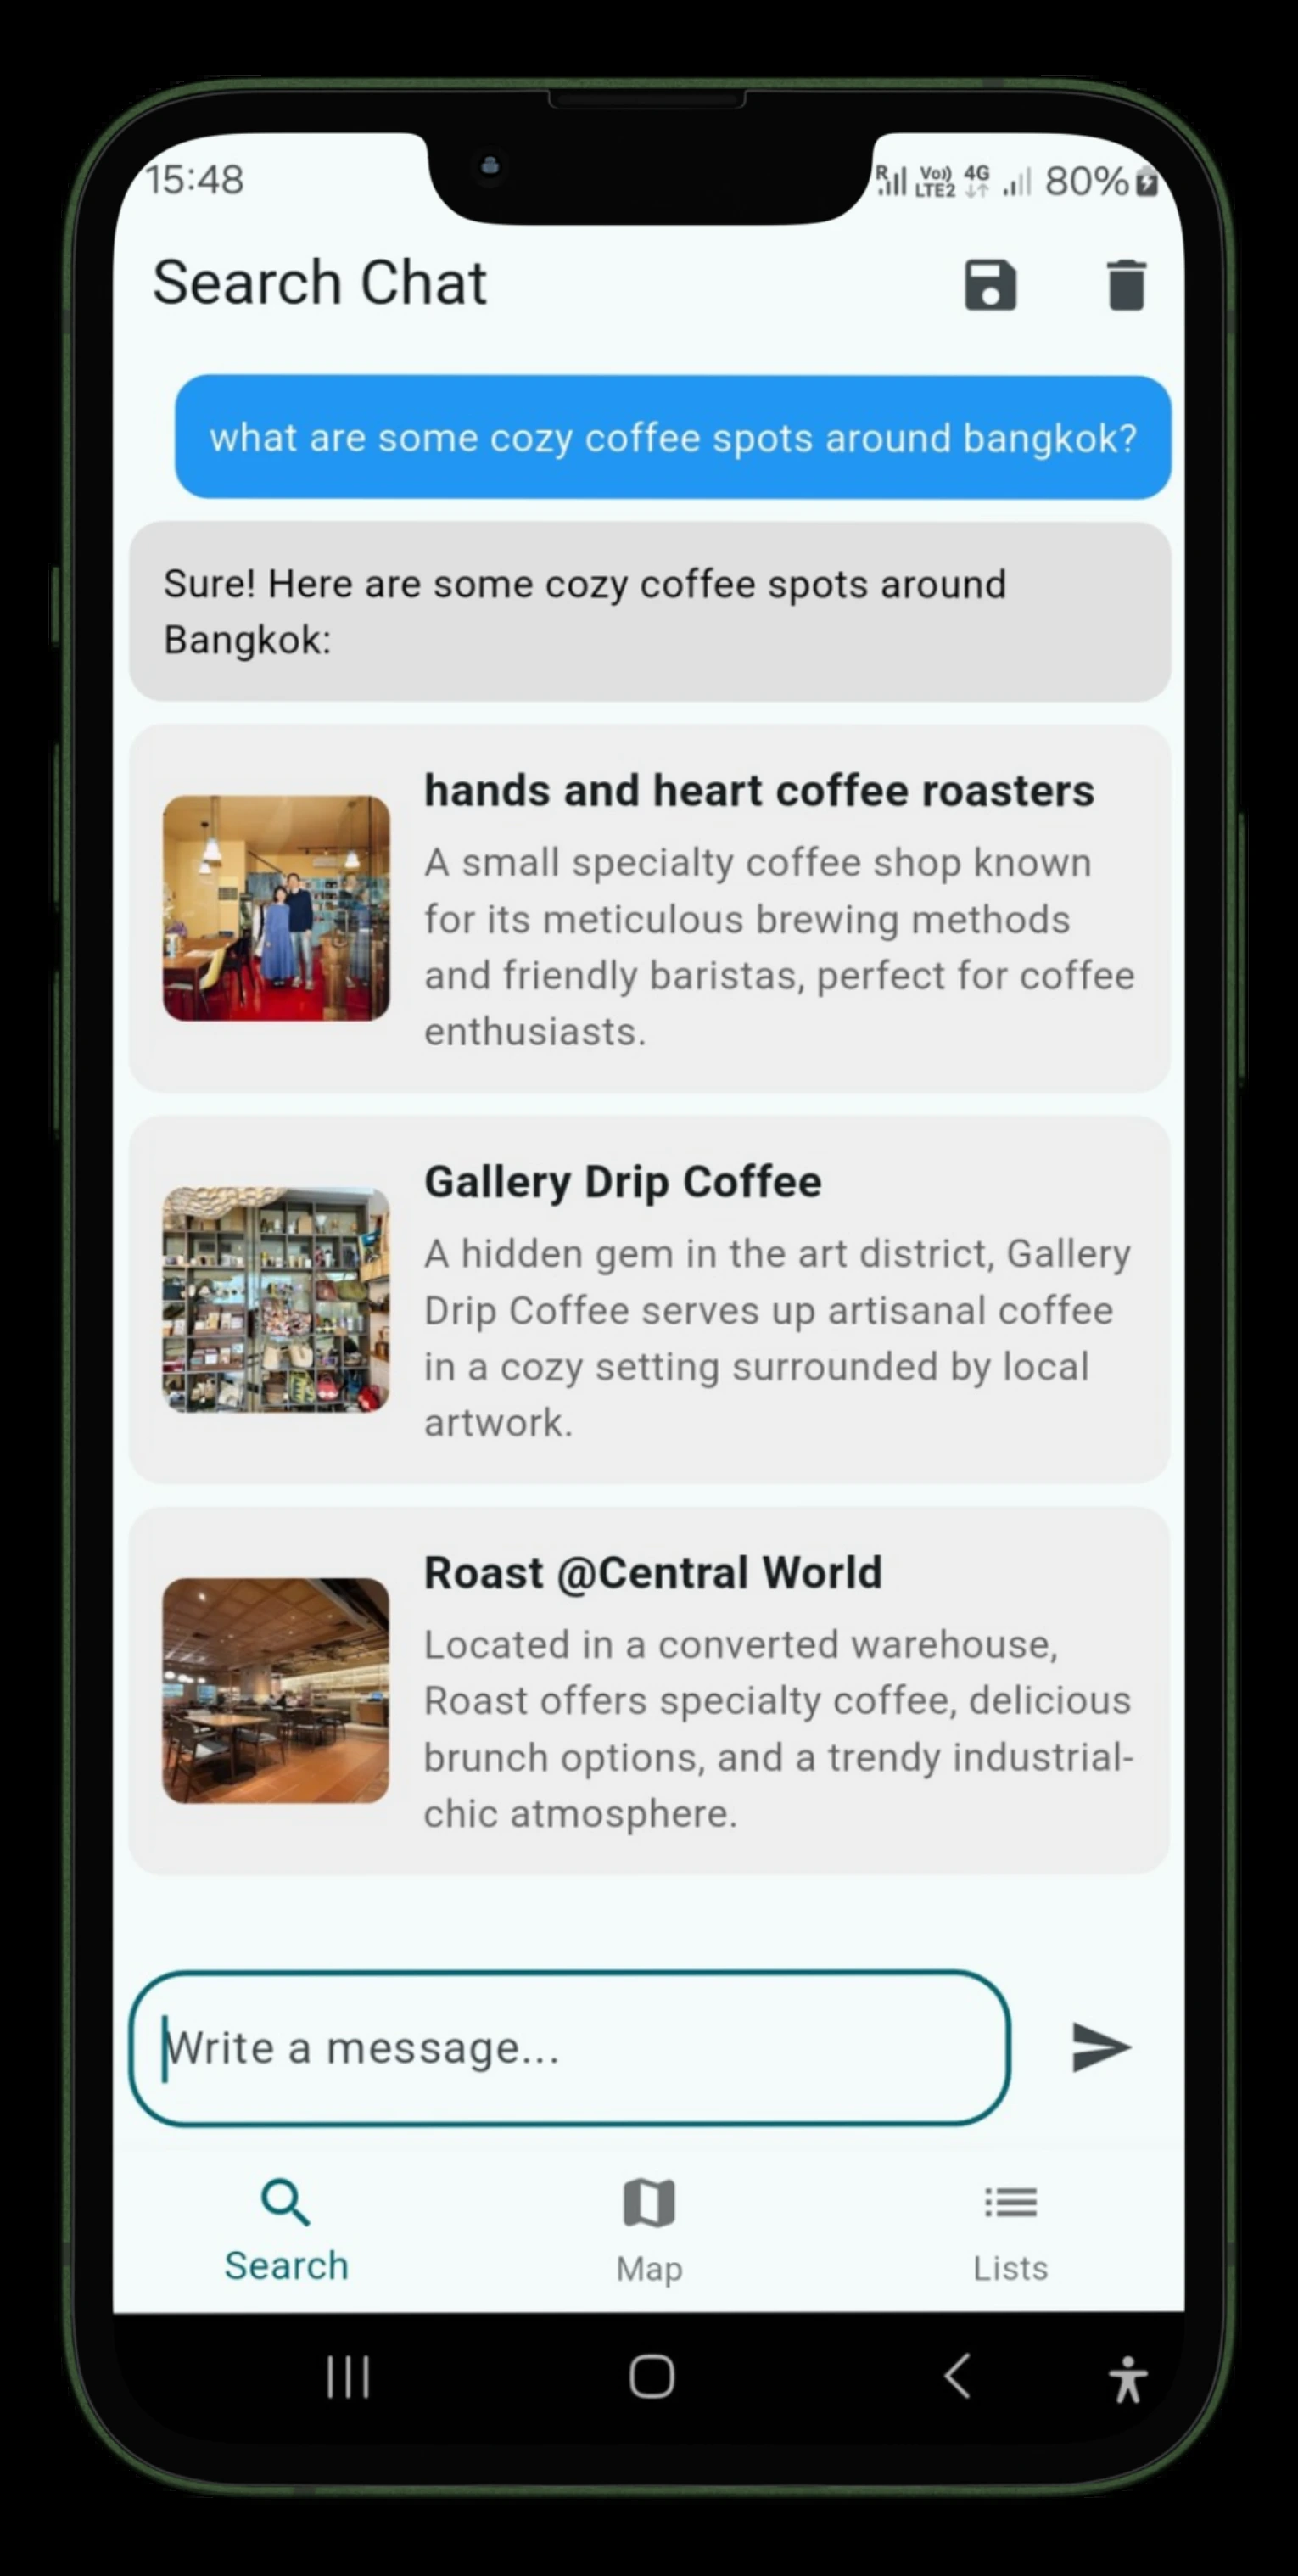 15:48
R Vo)) LTE2 4G 80%
Search Chat
what are some cozy coffee spots around bangkok?
Sure! Here are some cozy coffee spots around
Bangkok:
hands and heart coffee roasters
A small specialty coffee shop known
for its meticulous brewing methods
and friendly baristas, perfect for coffee
enthusiasts.
Gallery Drip Coffee
A hidden gem in the art district, Gallery
Drip Coffee serves up artisanal coffee
in a cozy setting surrounded by local
artwork.
Roast @Central World
Located in a converted warehouse,
Roast offers specialty coffee, delicious
brunch options, and a trendy industrial-
chic atmosphere.
Write a message...
Search
Map
Lists